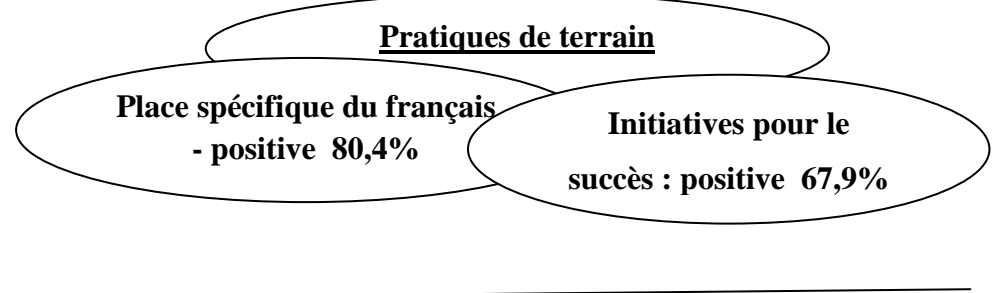 Pratiques de terrain
Place spécifique du français
- positive 80,4%
Initiatives pour le
succès : positive 67,9%